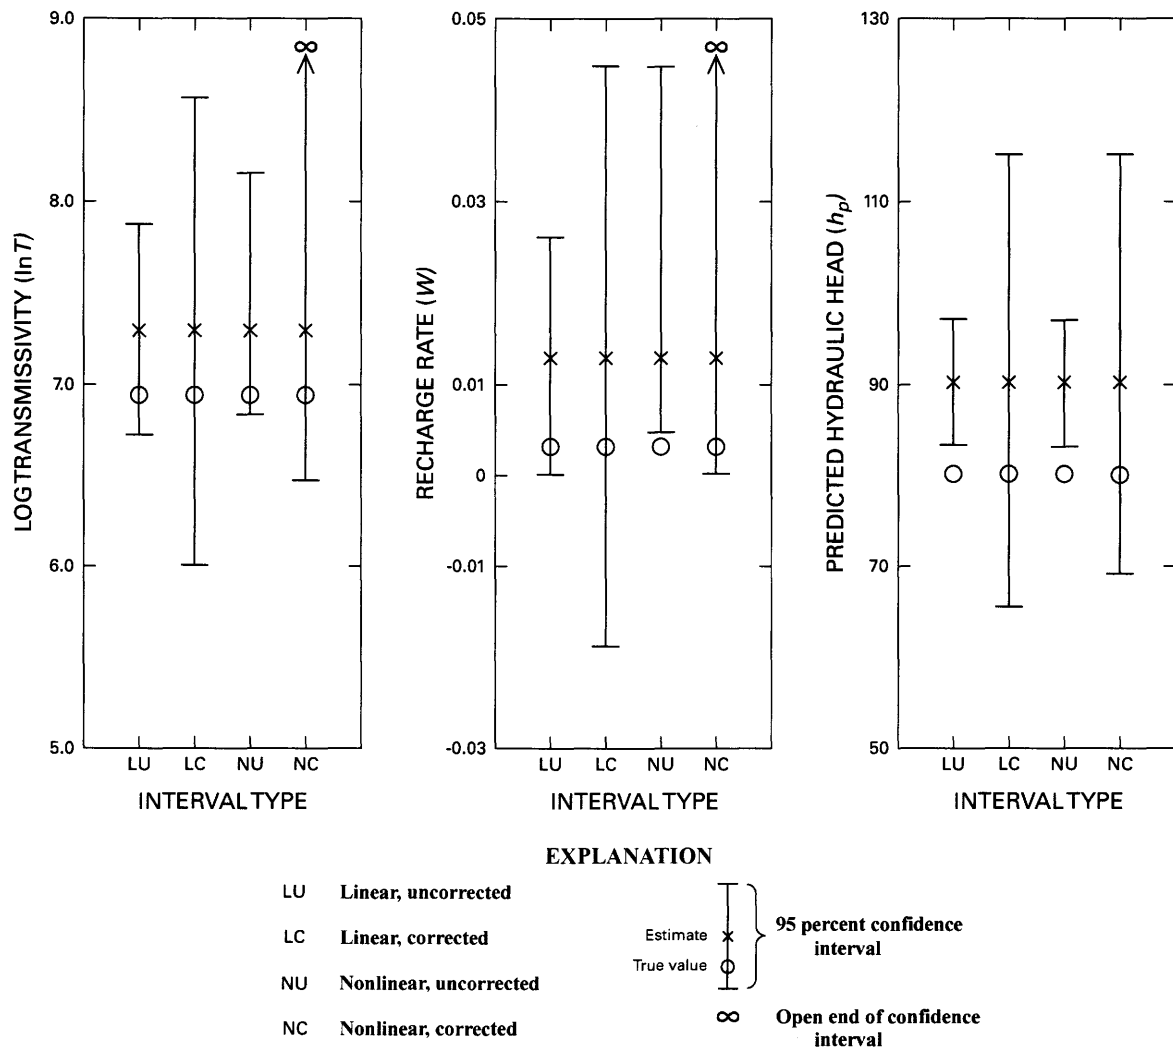 LOG TRANSMISSIVITY (lnT)
9.0
8.0
7.0
6.0
5.0
∞
LU LC NU NC
INTERVAL TYPE
RECHARGE RATE (W)
0.05
0.03
0.01
0
-0.01
-0.03
∞
LU LC NU NC
INTERVAL TYPE
PREDICTED HYDRAULIC HEAD (hp)
130
110
90
70
50
LU LC NU NC
INTERVAL TYPE
EXPLANATION
LU Linear, uncorrected
LC Linear, corrected
NU Nonlinear, uncorrected
NC Nonlinear, corrected
Estimate
True value
95 percent confidence
interval
∞ Open end of confidence
interval